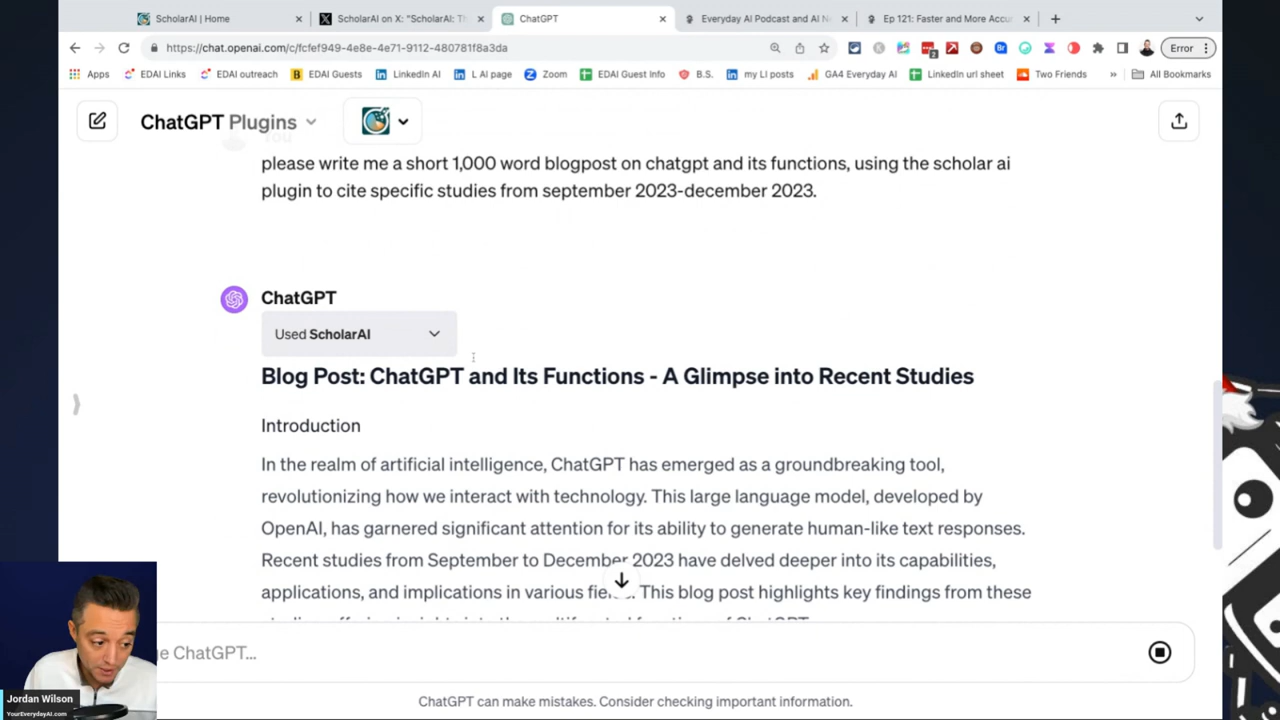 ScholarAI | Home
ScholarAI on X: "ScholarAI: Th
ChatGPT
Everyday AI Podcast and AI N
Ep 121: Faster and More Accur
https://chat.openai.com/c/fcfef949-4e8e-4e71-9112-480781f8a3da
Error
Apps
EDAI Links
EDAI outreach
EDAI Guests
LinkedIn AI
L AI page
Zoom
EDAI Guest Info
B.S.
my LI posts
GA4 Everyday AI
LinkedIn url sheet
Two Friends
»
All Bookmarks
ChatGPT Plugins
You
please write me a short 1,000 word blogpost on chatgpt and its functions, using the scholar ai
plugin to cite specific studies from september 2023-december 2023.
ChatGPT
Used ScholarAI
Blog Post: ChatGPT and Its Functions - A Glimpse into Recent Studies
Introduction
In the realm of artificial intelligence, ChatGPT has emerged as a groundbreaking tool,
revolutionizing how we interact with technology. This large language model, developed by
OpenAI, has garnered significant attention for its ability to generate human-like text responses.
Recent studies from September to December 2023 have delved deeper into its capabilities,
applications, and implications in various This blog post highlights key findings from these
ChatGPT...
ChatGPT can make mistakes. Consider checking important information.
Jordan Wilson
YourEverydayAI.com